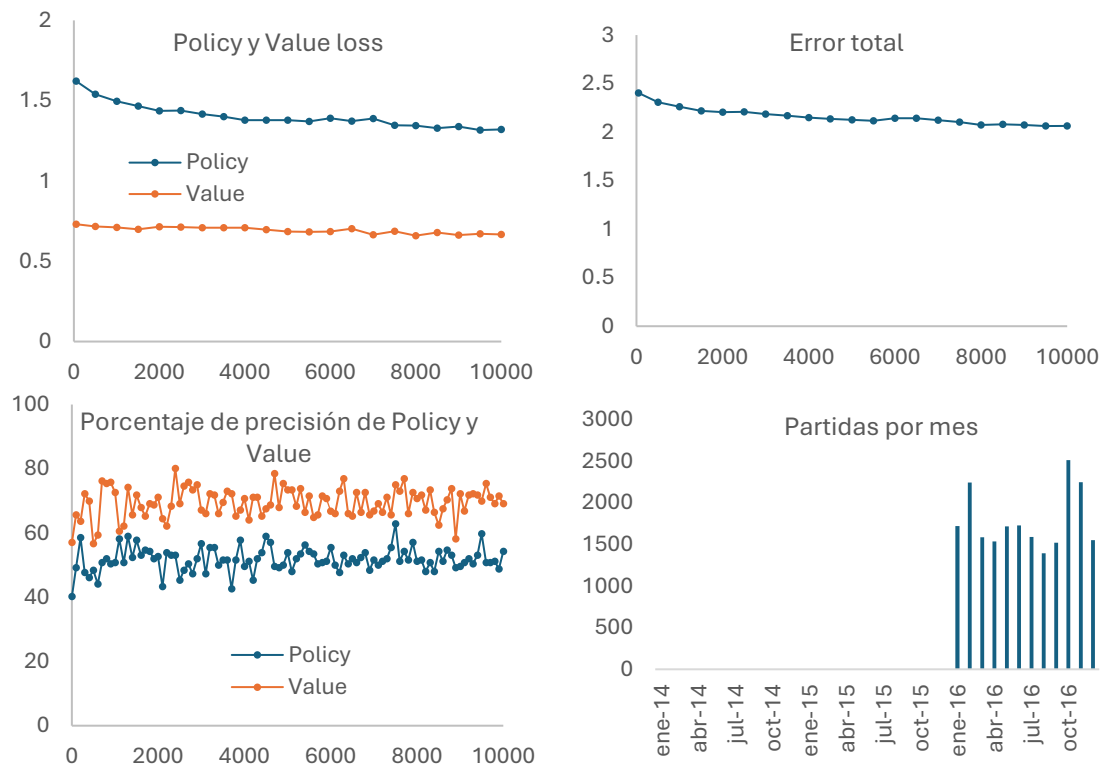 Policy y Value loss
2
1.5
1
0.5
0
Policy
Value
0 2000 4000 6000 8000 10000
Error total
3
2.5
2
1.5
1
0.5
0
0 2000 4000 6000 8000 10000
Porcentaje de precisión de Policy y
Value
100
80
60
40
20
0
Policy
Value
0 2000 4000 6000 8000 10000
Partidas por mes
3000
2500
2000
1500
1000
500
0
ene-14
abr-14
jul-14
oct-14
ene-15
abr-15
jul-15
oct-15
ene-16
abr-16
jul-16
oct-16